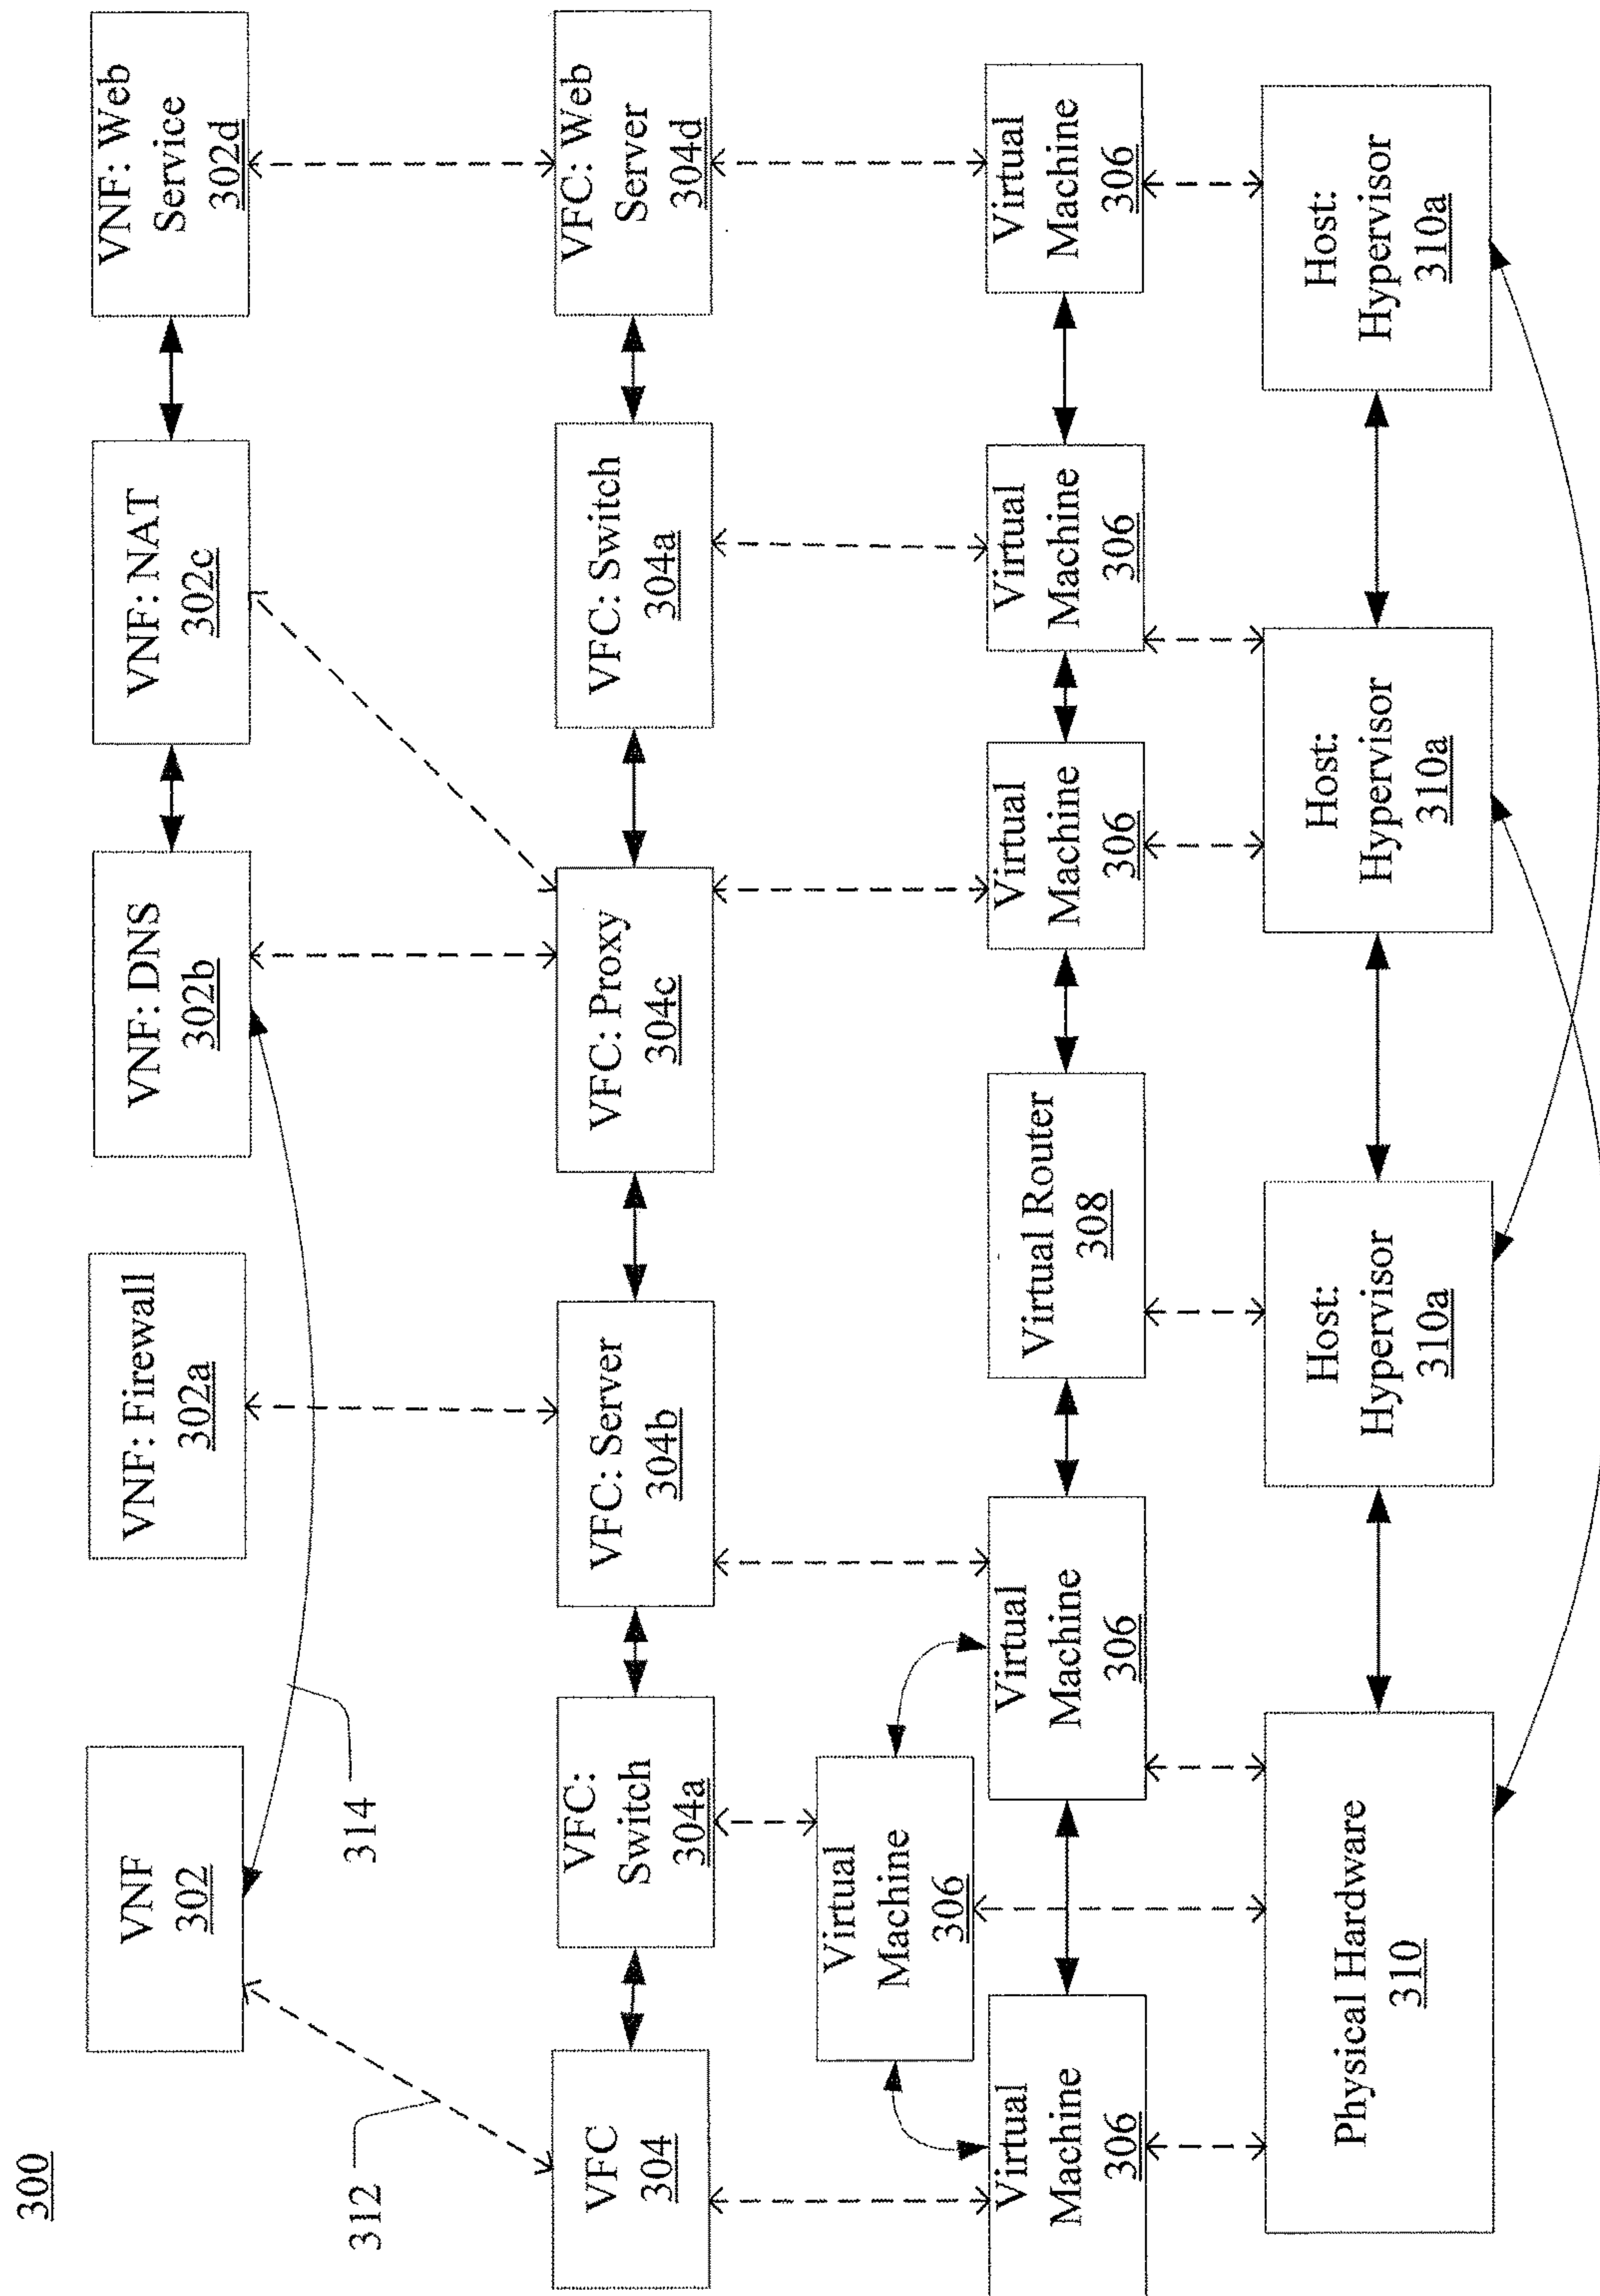 300
VNF
302
VNF: Firewall
302a
VNF: DNS
302b
VNF: NAT
302c
VNF: Web
Service
302d
312
314
VFC
304
VFC:
Switch
304a
VFC: Server
304b
VFC: Proxy
304c
VFC: Switch
304a
VFC: Web
Server
304d
Virtual
Machine
306
Virtual
Machine
306
Virtual
Machine
306
Virtual Router
308
Virtual
Machine
306
Virtual
Machine
306
Virtual
Machine
306
Physical Hardware
310
Host:
Hypervisor
310a
Host:
Hypervisor
310a
Host:
Hypervisor
310a